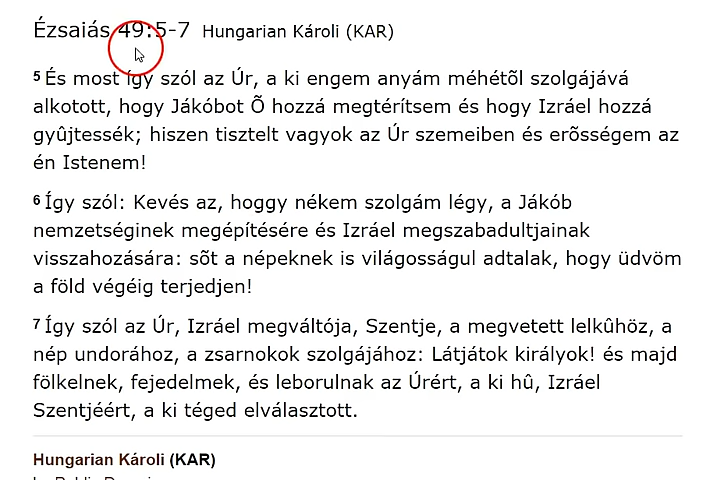 Ézsaiás 49:5-7 Hungarian Károli (KAR)
5 És most így szól az Úr, a ki engem anyám méhétõl szolgájává
alkotott, hogy Jákóbot Õ hozzá megtérítsem és hogy Izráel hozzá
gyûjtessék; hiszen tisztelt vagyok az Úr szemeiben és erõsségem az
én Istenem!
6 Így szól: Kevés az, hoggy nékem szolgám légy, a Jákób
nemzetséginek megépítésére és Izráel megszabadultjainak
visszahozására: sõt a népeknek is világosságul adtalak, hogy üdvöm
a föld végéig terjedjen!
7 Így szól az Úr, Izráel megváltója, Szentje, a megvetett lelkûhöz, a
nép undorához, a zsarnokok szolgájához: Látjátok királyok! és majd
fölkelnek, fejedelmek, és leborulnak az Úrért, a ki hû, Izráel
Szentjéért, a ki téged elválasztott.
Hungarian Károli (KAR)